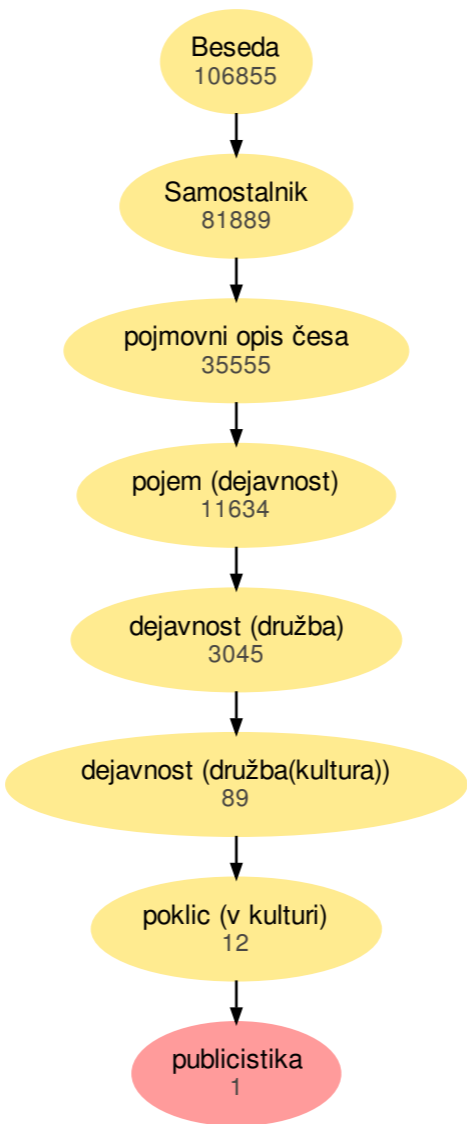 Beseda
106855
Samostalnik
81889
pojmovni opis česa
35555
pojem (dejavnost)
11634
dejavnost (družba)
3045
dejavnost (družba(kultura))
89
poklic (v kulturi)
12
publicistika
1